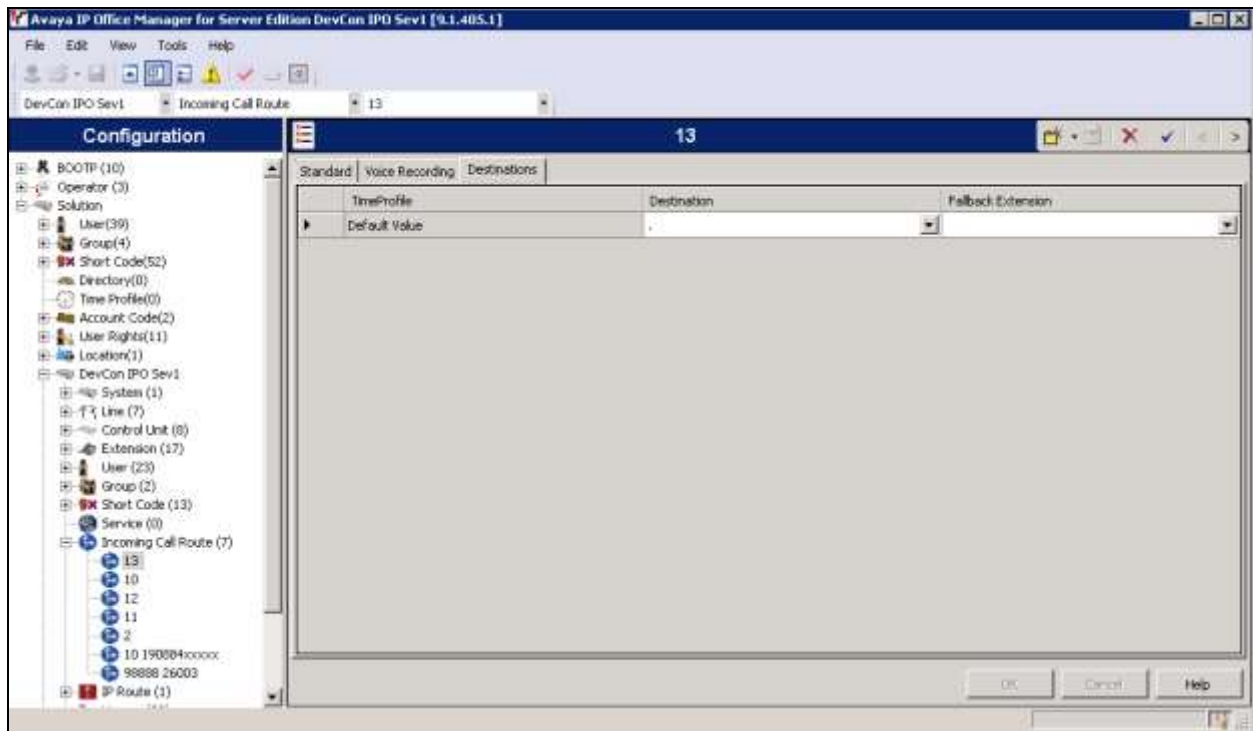 Avaya IP Office Manager for Server Edition DevCon IPO Sev1 [9.1.405.1]
File Edit View Tools Help
DevCon IPO Sev1 Incoming Call Route 13
Configuration
13
BOOTP (10)
Operator (3)
Solution
User(39)
Group(4)
Short Code(52)
Directory(0)
Time Profile(0)
Account Code(2)
User Rights(11)
Location(1)
DevCon IPO Sev1
System (1)
Line (7)
Control Unit (8)
Extension (17)
User (23)
Group (2)
Short Code (13)
Service (0)
Incoming Call Route (7)
13
10
12
11
2
10 190884xxxxx
98888 26003
IP Route (1)
Standard Voice Recording Destinations
TimeProfile Destination Fallback Extension
Default Value .
OK Cancel Help